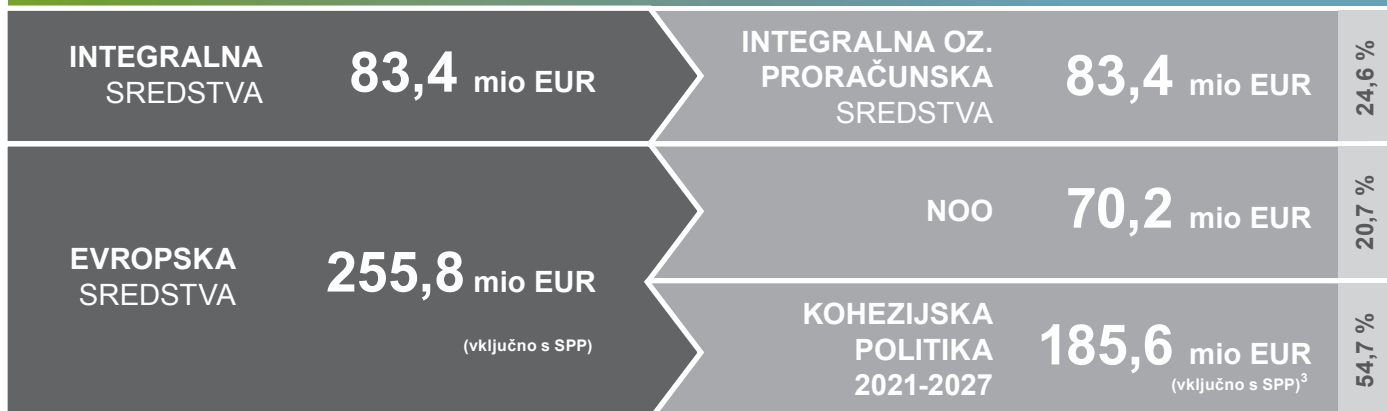 INTEGRALNA
SREDSTVA
83,4 mio EUR
INTEGRALNA OZ.
PRORAČUNSKA
SREDSTVA
83,4 mio EUR
24,6 %
EVROPSKA
SREDSTVA
255,8 mio EUR
(vključno s SPP)
NOO
70,2 mio EUR
20,7 %
KOHEZIJSKA
POLITIKA
2021-2027
185,6 mio EUR
(vključno s SPP)³
54,7 %